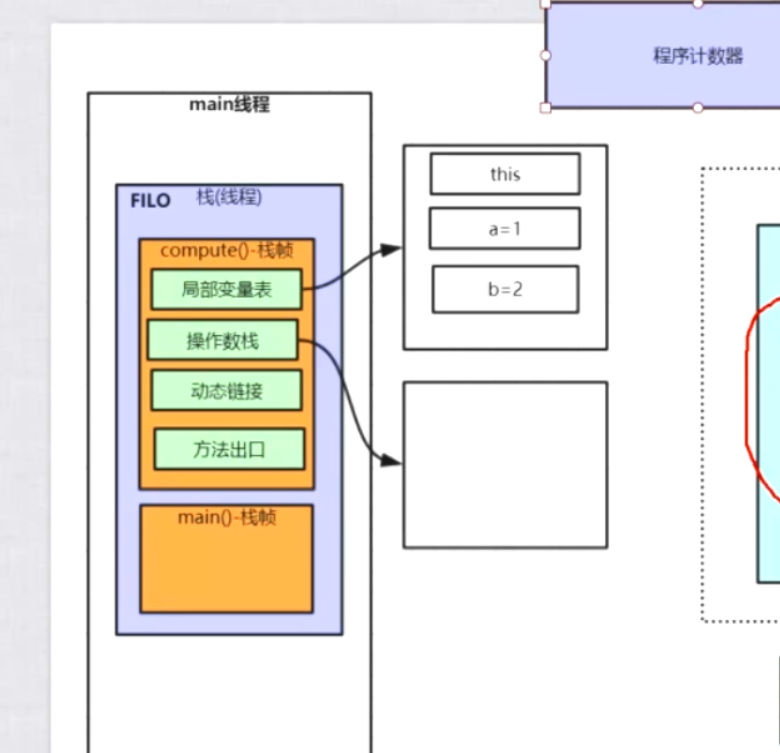 程序计数器
main线程
FILO 栈(线程)
compute()-栈帧
局部变量表
操作数栈
动态链接
方法出口
main()-栈帧
this
a=1
b=2